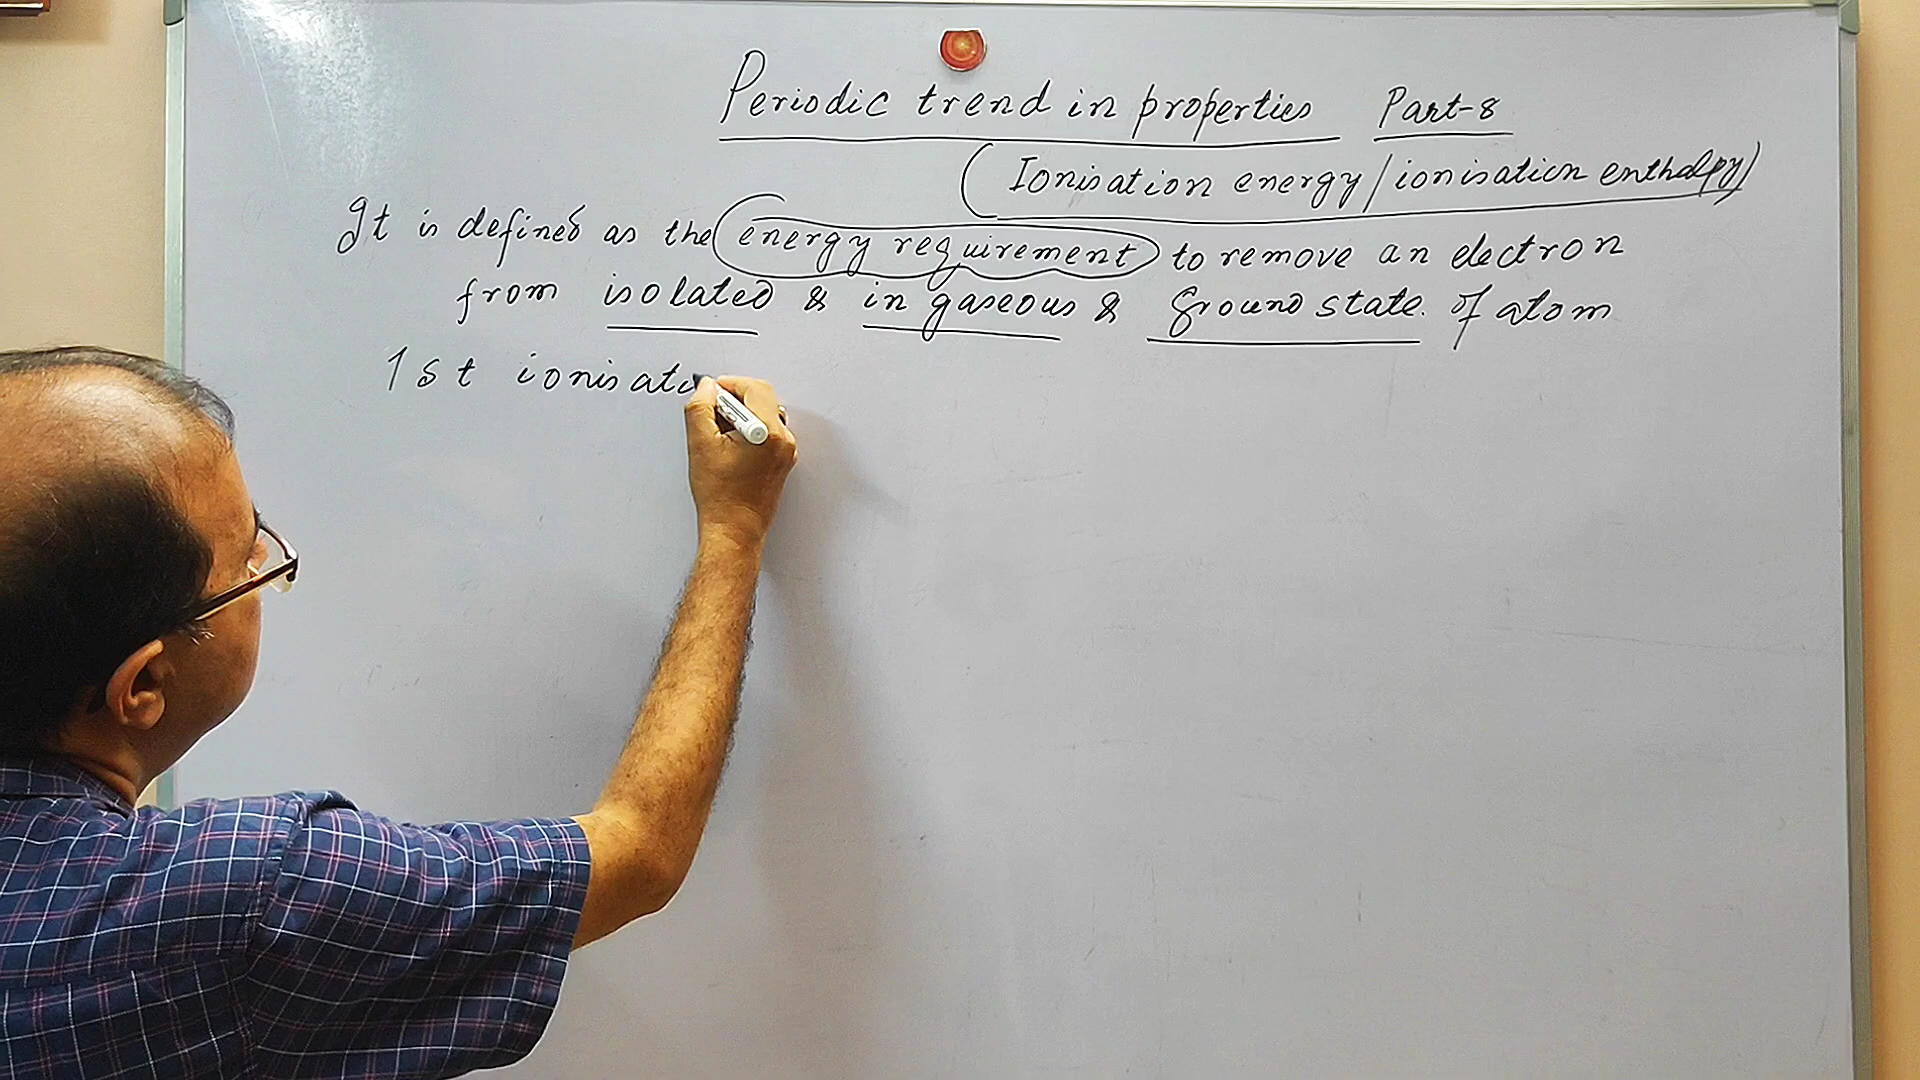 Periodic trend in properties Part-8
(Ionisation energy/ionisation enthalpy)
It is defined as the energy requirement to remove an electron
from isolated & in gaseous & ground state. of atom
1st ionisati